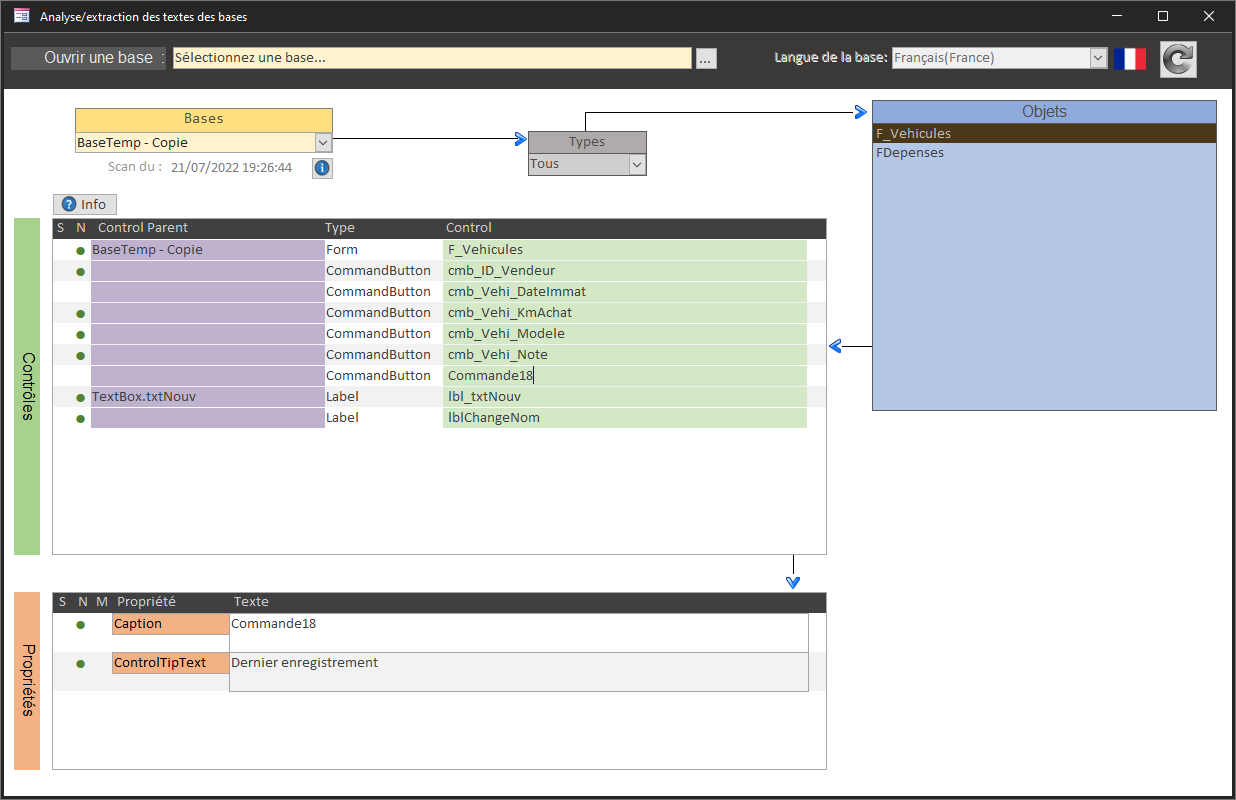 Analyse/extraction des textes des bases
Ouvrir une base :
Sélectionnez une base...
...
Langue de la base:
Français(France)
Bases
BaseTemp - Copie
Scan du : 21/07/2022 19:26:44
Types
Tous
Objets
F_Vehicules
FDepenses
Info
Contrôles
S N Control Parent Type Control
BaseTemp - Copie Form F_Vehicules
CommandButton cmb_ID_Vendeur
CommandButton cmb_Vehi_DateImmat
CommandButton cmb_Vehi_KmAchat
CommandButton cmb_Vehi_Modele
CommandButton cmb_Vehi_Note
CommandButton Commande18
TextBox.txtNouv Label lbl_txtNouv
Label lblChangeNom
Propriétés
S N M Propriété Texte
Caption Commande18
ControlTipText Dernier enregistrement